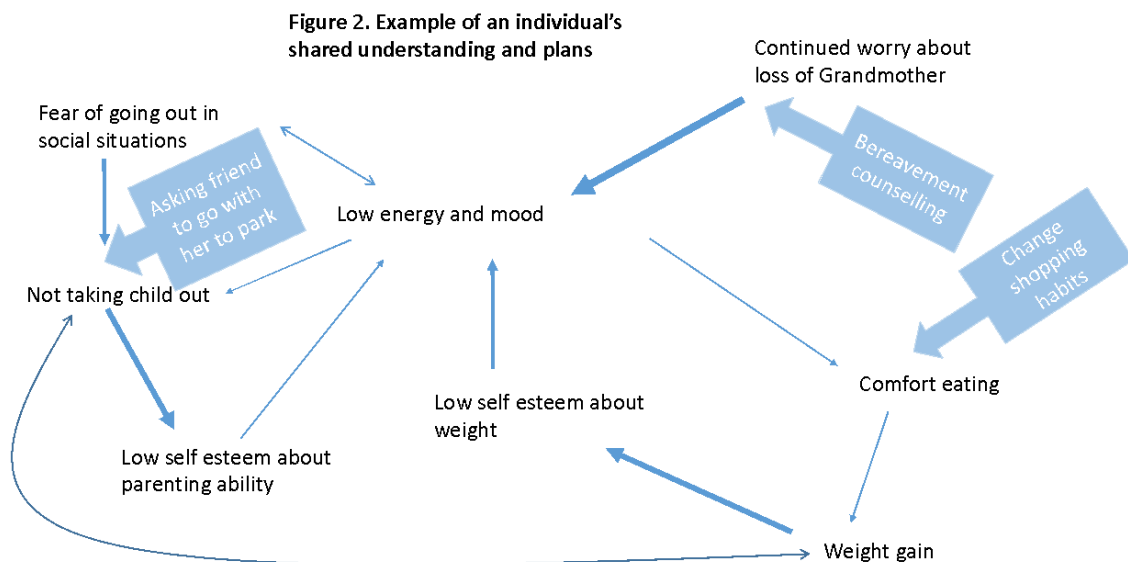 Figure 2. Example of an individual's
shared understanding and plans
Continued worry about
loss of Grandmother
Fear of going out in
social situations
Asking friend
to go with
her to park
Bereavement
counselling
Low energy and mood
Change
shopping
habits
Not taking child out
Comfort eating
Low self esteem about
weight
Low self esteem about
parenting ability
Weight gain